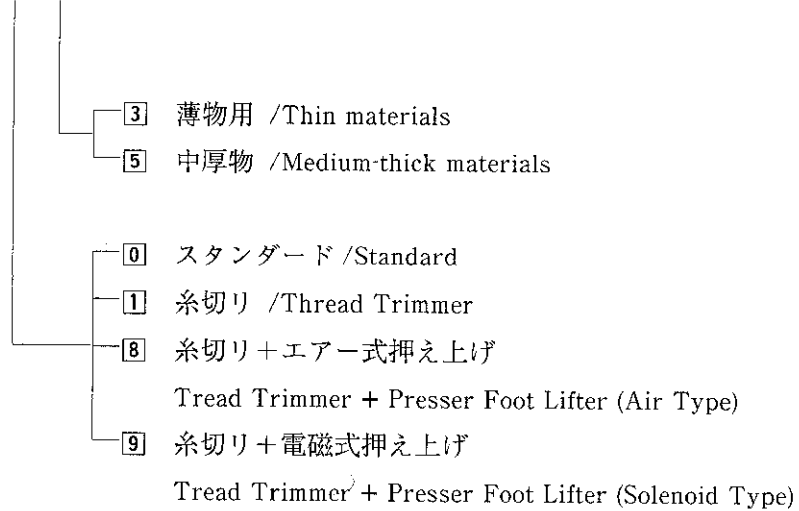 3 薄物用 /Thin materials
5 中厚物 /Medium-thick materials
0 スタンダード /Standard
1 糸切リ /Thread Trimmer
8 糸切リ＋エアー式押え上げ
Tread Trimmer + Presser Foot Lifter (Air Type)
9 糸切リ＋電磁式押え上げ
Tread Trimmer + Presser Foot Lifter (Solenoid Type)